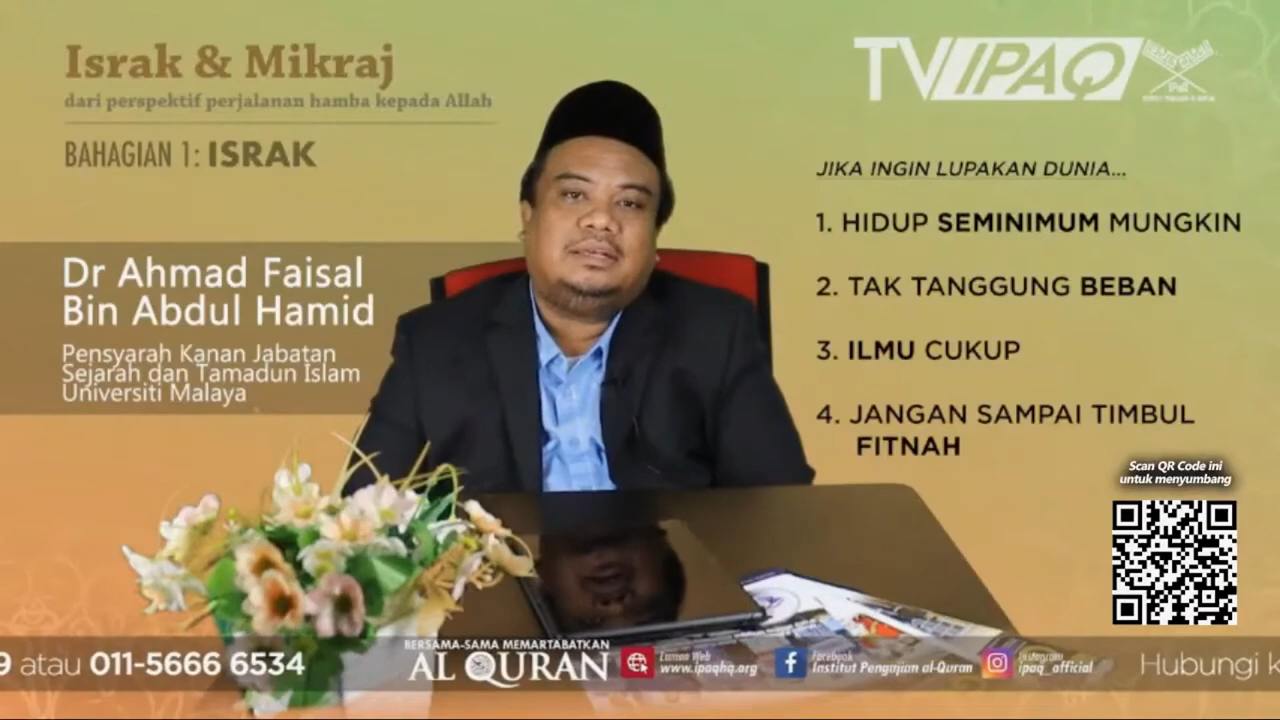 Israk & Mikraj
dari perspektif perjalanan hamba kepada Allah
BAHAGIAN 1: ISRAK
TV IPAQ
Dr Ahmad Faisal
Bin Abdul Hamid
Pensyarah Kanan Jabatan
Sejarah dan Tamadun Islam
Universiti Malaya
JIKA INGIN LUPAKAN DUNIA...
1. HIDUP SEMINIMUM MUNGKIN
2. TAK TANGGUNG BEBAN
3. ILMU CUKUP
4. JANGAN SAMPAI TIMBUL
FITNAH
Scan QR Code ini
untuk menyumbang
9 atau 011-5666 6534
BERSAMA-SAMA MEMARTABATKAN
AL QURAN
Laman Web
www.ipaqhq.org
Facebook
Institut Pengajian al-Quran
Instagram
ipaq_official
Hubungi k